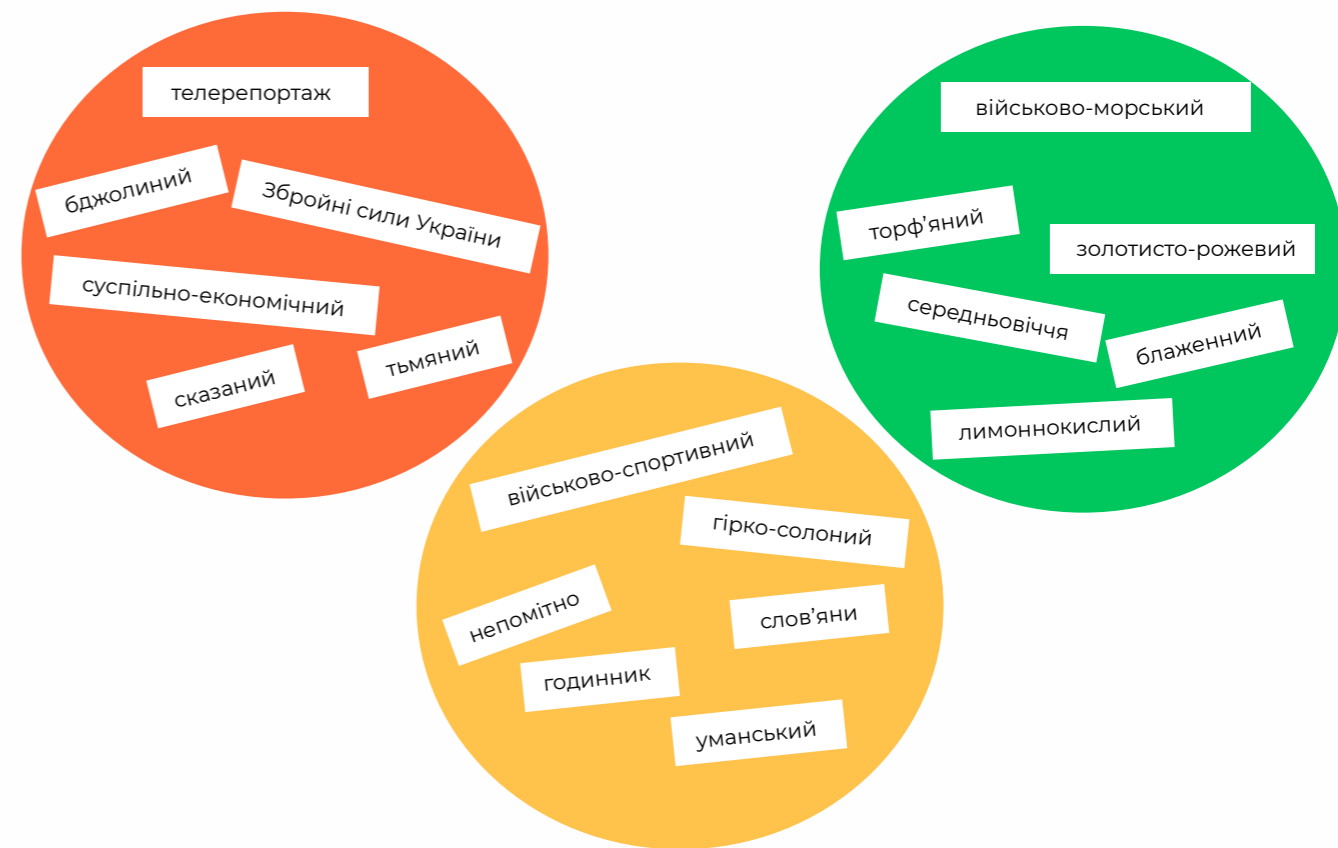 телерепортаж
бджолиний
Збройні сили України
суспільно-економічний
тьмяний
сказаний
військово-спортивний
гірко-солоний
непомітно
слов’яни
годинник
уманський
військово-морський
торф’яний
золотисто-рожевий
середньовіччя
блаженний
лимоннокислий